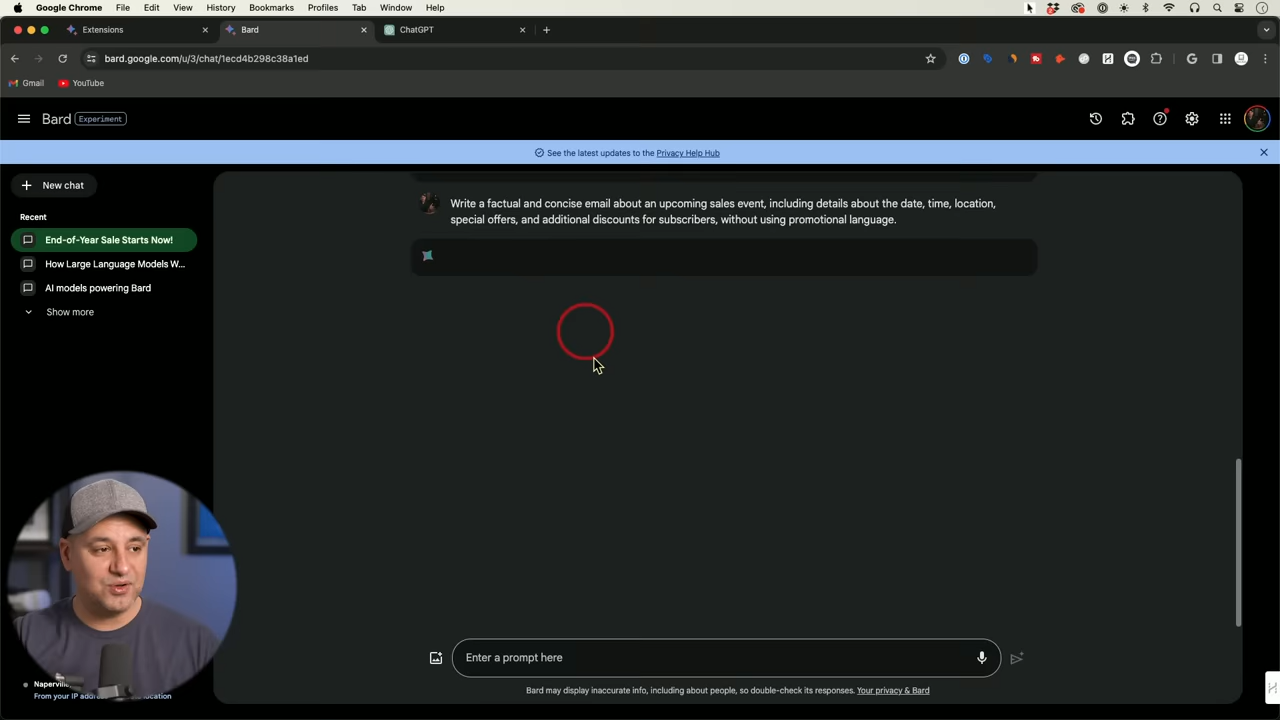 Google Chrome File Edit View History Bookmarks Profiles Tab Window Help
Extensions Bard ChatGPT
bard.google.com/u/3/chat/1ecd4b298c38a1ed
Gmail YouTube
Bard Experiment
See the latest updates to the Privacy Help Hub
New chat
Recent
End-of-Year Sale Starts Now!
How Large Language Models W...
AI models powering Bard
Show more
Write a factual and concise email about an upcoming sales event, including details about the date, time, location,
special offers, and additional discounts for subscribers, without using promotional language.
Enter a prompt here
Bard may display inaccurate info, including about people, so double-check its responses. Your privacy & Bard
Naperville
From your IP address